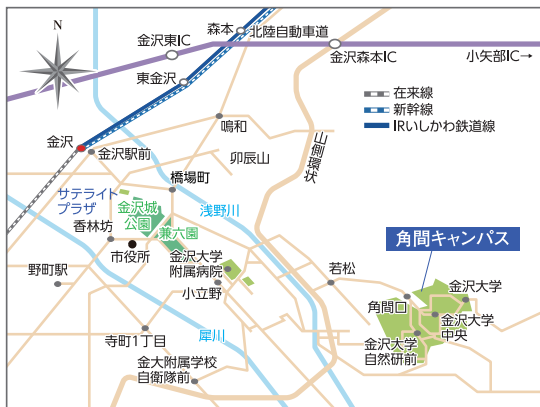 N
金沢東IC
森本
北陸自動車道
金沢森本IC
小矢部IC→
東金沢
在来線
新幹線
IRいしかわ鉄道線
金沢
金沢駅前
鳴和
卯辰山
山側環状
橋場町
サテライト
プラザ
金沢城
公園
浅野川
香林坊
兼六園
市役所
角間キャンパス
野町駅
金沢大学
附属病院
若松
小立野
角間口
金沢大学
金沢大学
中央
金沢大学
自然研前
寺町1丁目
犀川
金大附属学校
自衛隊前